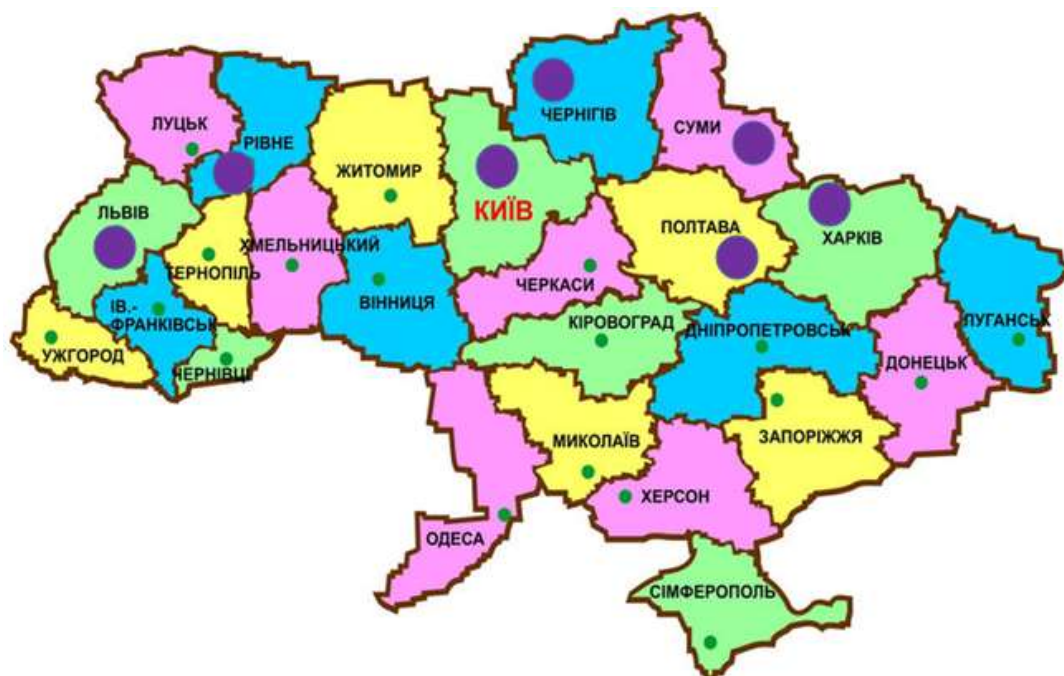 ЧЕРНІГІВ
СУМИ
ЛУЦЬК
РІВНЕ
ЖИТОМИР
КИЇВ
ЛЬВІВ
ПОЛТАВА
ХАРКІВ
ХМЕЛЬНИЦЬКИЙ
ТЕРНОПІЛЬ
ЧЕРКАСИ
ВІННИЦЯ
ІВ.-
ФРАНКІВСЬК
КІРОВОГРАД
ДНІПРОПЕТРОВСЬК
ЛУГАНСЬК
УЖГОРОД
ЧЕРНІВЦІ
ДОНЕЦЬК
МИКОЛАЇВ
ЗАПОРІЖЖЯ
ХЕРСОН
ОДЕСА
СІМФЕРОПОЛЬ